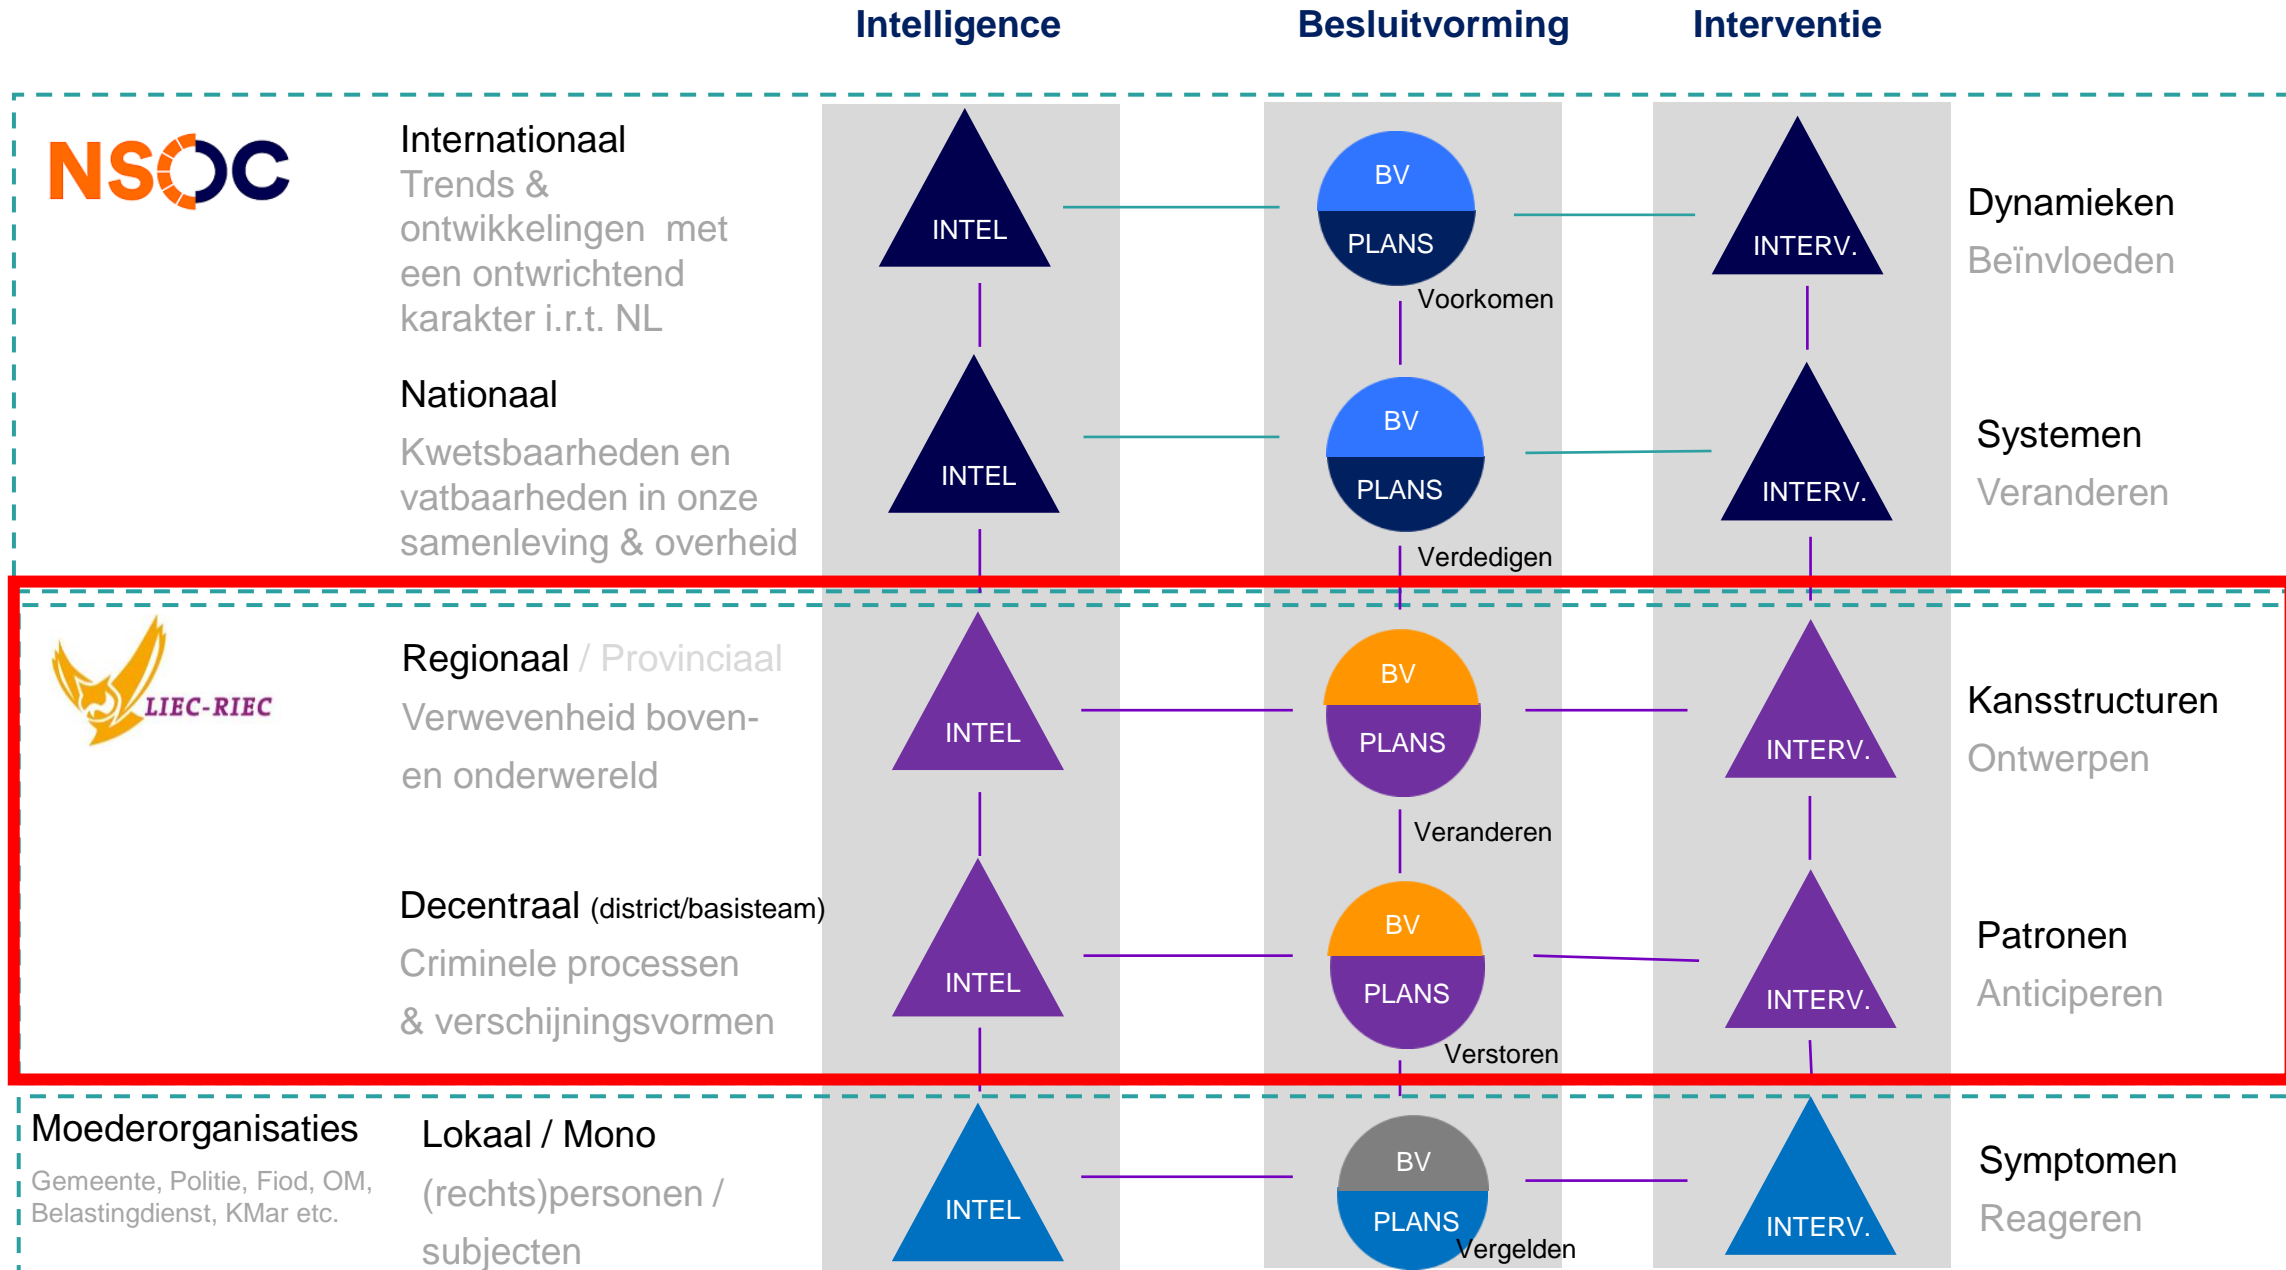 Intelligence
Besluitvorming
Interventie
NSOC
Internationaal
Trends &
ontwikkelingen met
een ontwrichtend
karakter i.r.t. NL
INTEL
BV
PLANS
Voorkomen
INTERV.
Dynamieken
Beïnvloeden
Nationaal
Kwetsbaarheden en
vatbaarheden in onze
samenleving & overheid
INTEL
BV
PLANS
Verdedigen
INTERV.
Systemen
Veranderen
LIEC-RIEC
Regionaal / Provinciaal
Verwevenheid boven-
en onderwereld
INTEL
BV
PLANS
Veranderen
INTERV.
Kansstructuren
Ontwerpen
Decentraal (district/basisteam)
Criminele processen
& verschijningsvormen
INTEL
BV
PLANS
Verstoren
INTERV.
Patronen
Anticiperen
Moederorganisaties
Gemeente, Politie, Fiod, OM,
Belastingdienst, KMar etc.
Lokaal / Mono
(rechts)personen /
subjecten
INTEL
BV
PLANS
Vergelden
INTERV.
Symptomen
Reageren